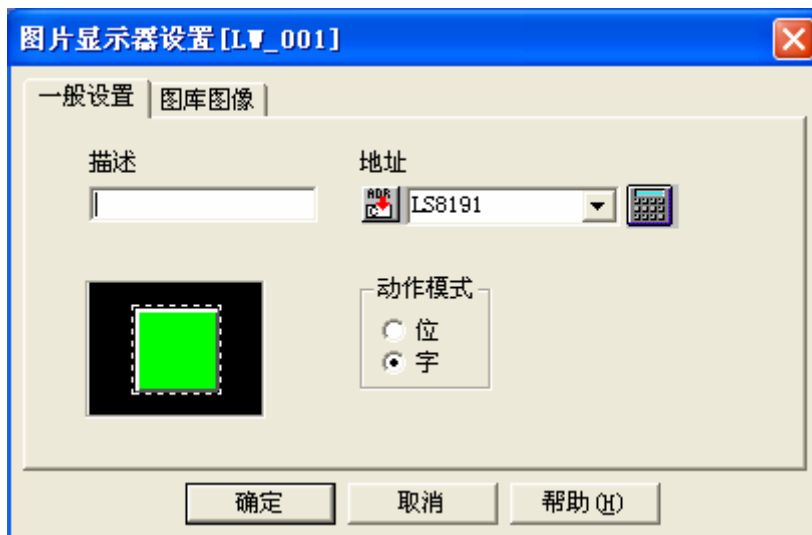 图片显示器设置[LW_001]
一般设置 图库图像
描述 地址
ADR LS8191
动作模式
位
字
确定 取消 帮助(H)